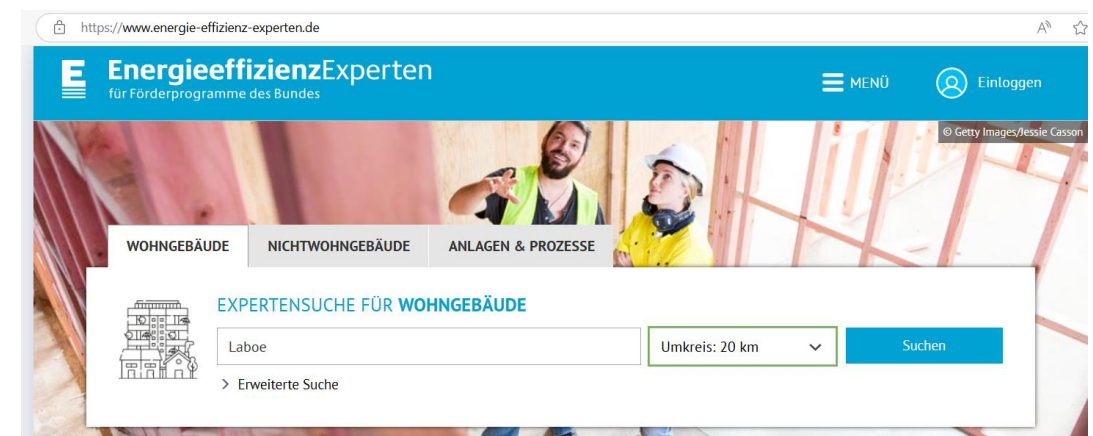 https://www.energie-effizienz-experten.de
EnergieeffizienzExperten
für Förderprogramme des Bundes
MENÜ
Einloggen
© Getty Images/Jessie Casson
WOHNGEBÄUDE
NICHTWOHNGEBÄUDE
ANLAGEN & PROZESSE
EXPERTENSUCHE FÜR WOHNGEBÄUDE
Laboe
Umkreis: 20 km
Suchen
> Erweiterte Suche